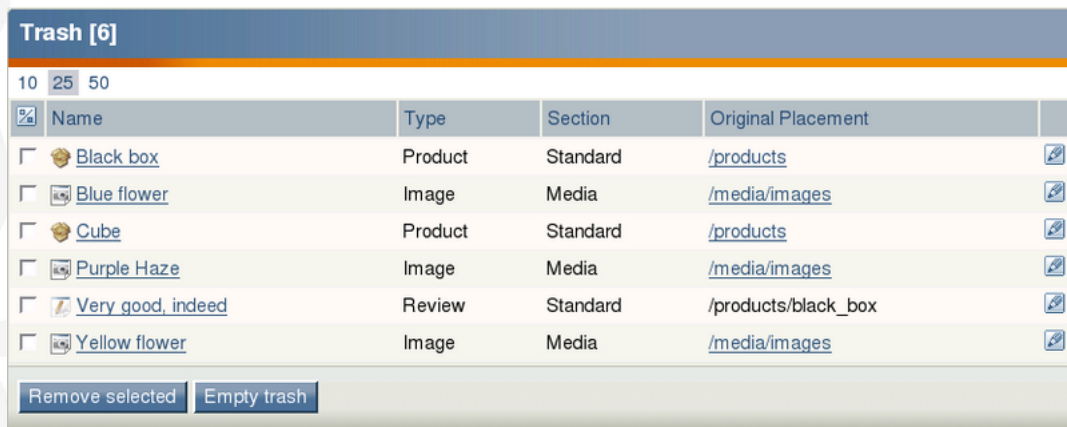 Trash [6]
10 25 50
Name Type Section Original Placement
Black box Product Standard /products
Blue flower Image Media /media/images
Cube Product Standard /products
Purple Haze Image Media /media/images
Very good, indeed Review Standard /products/black_box
Yellow flower Image Media /media/images
Remove selected Empty trash